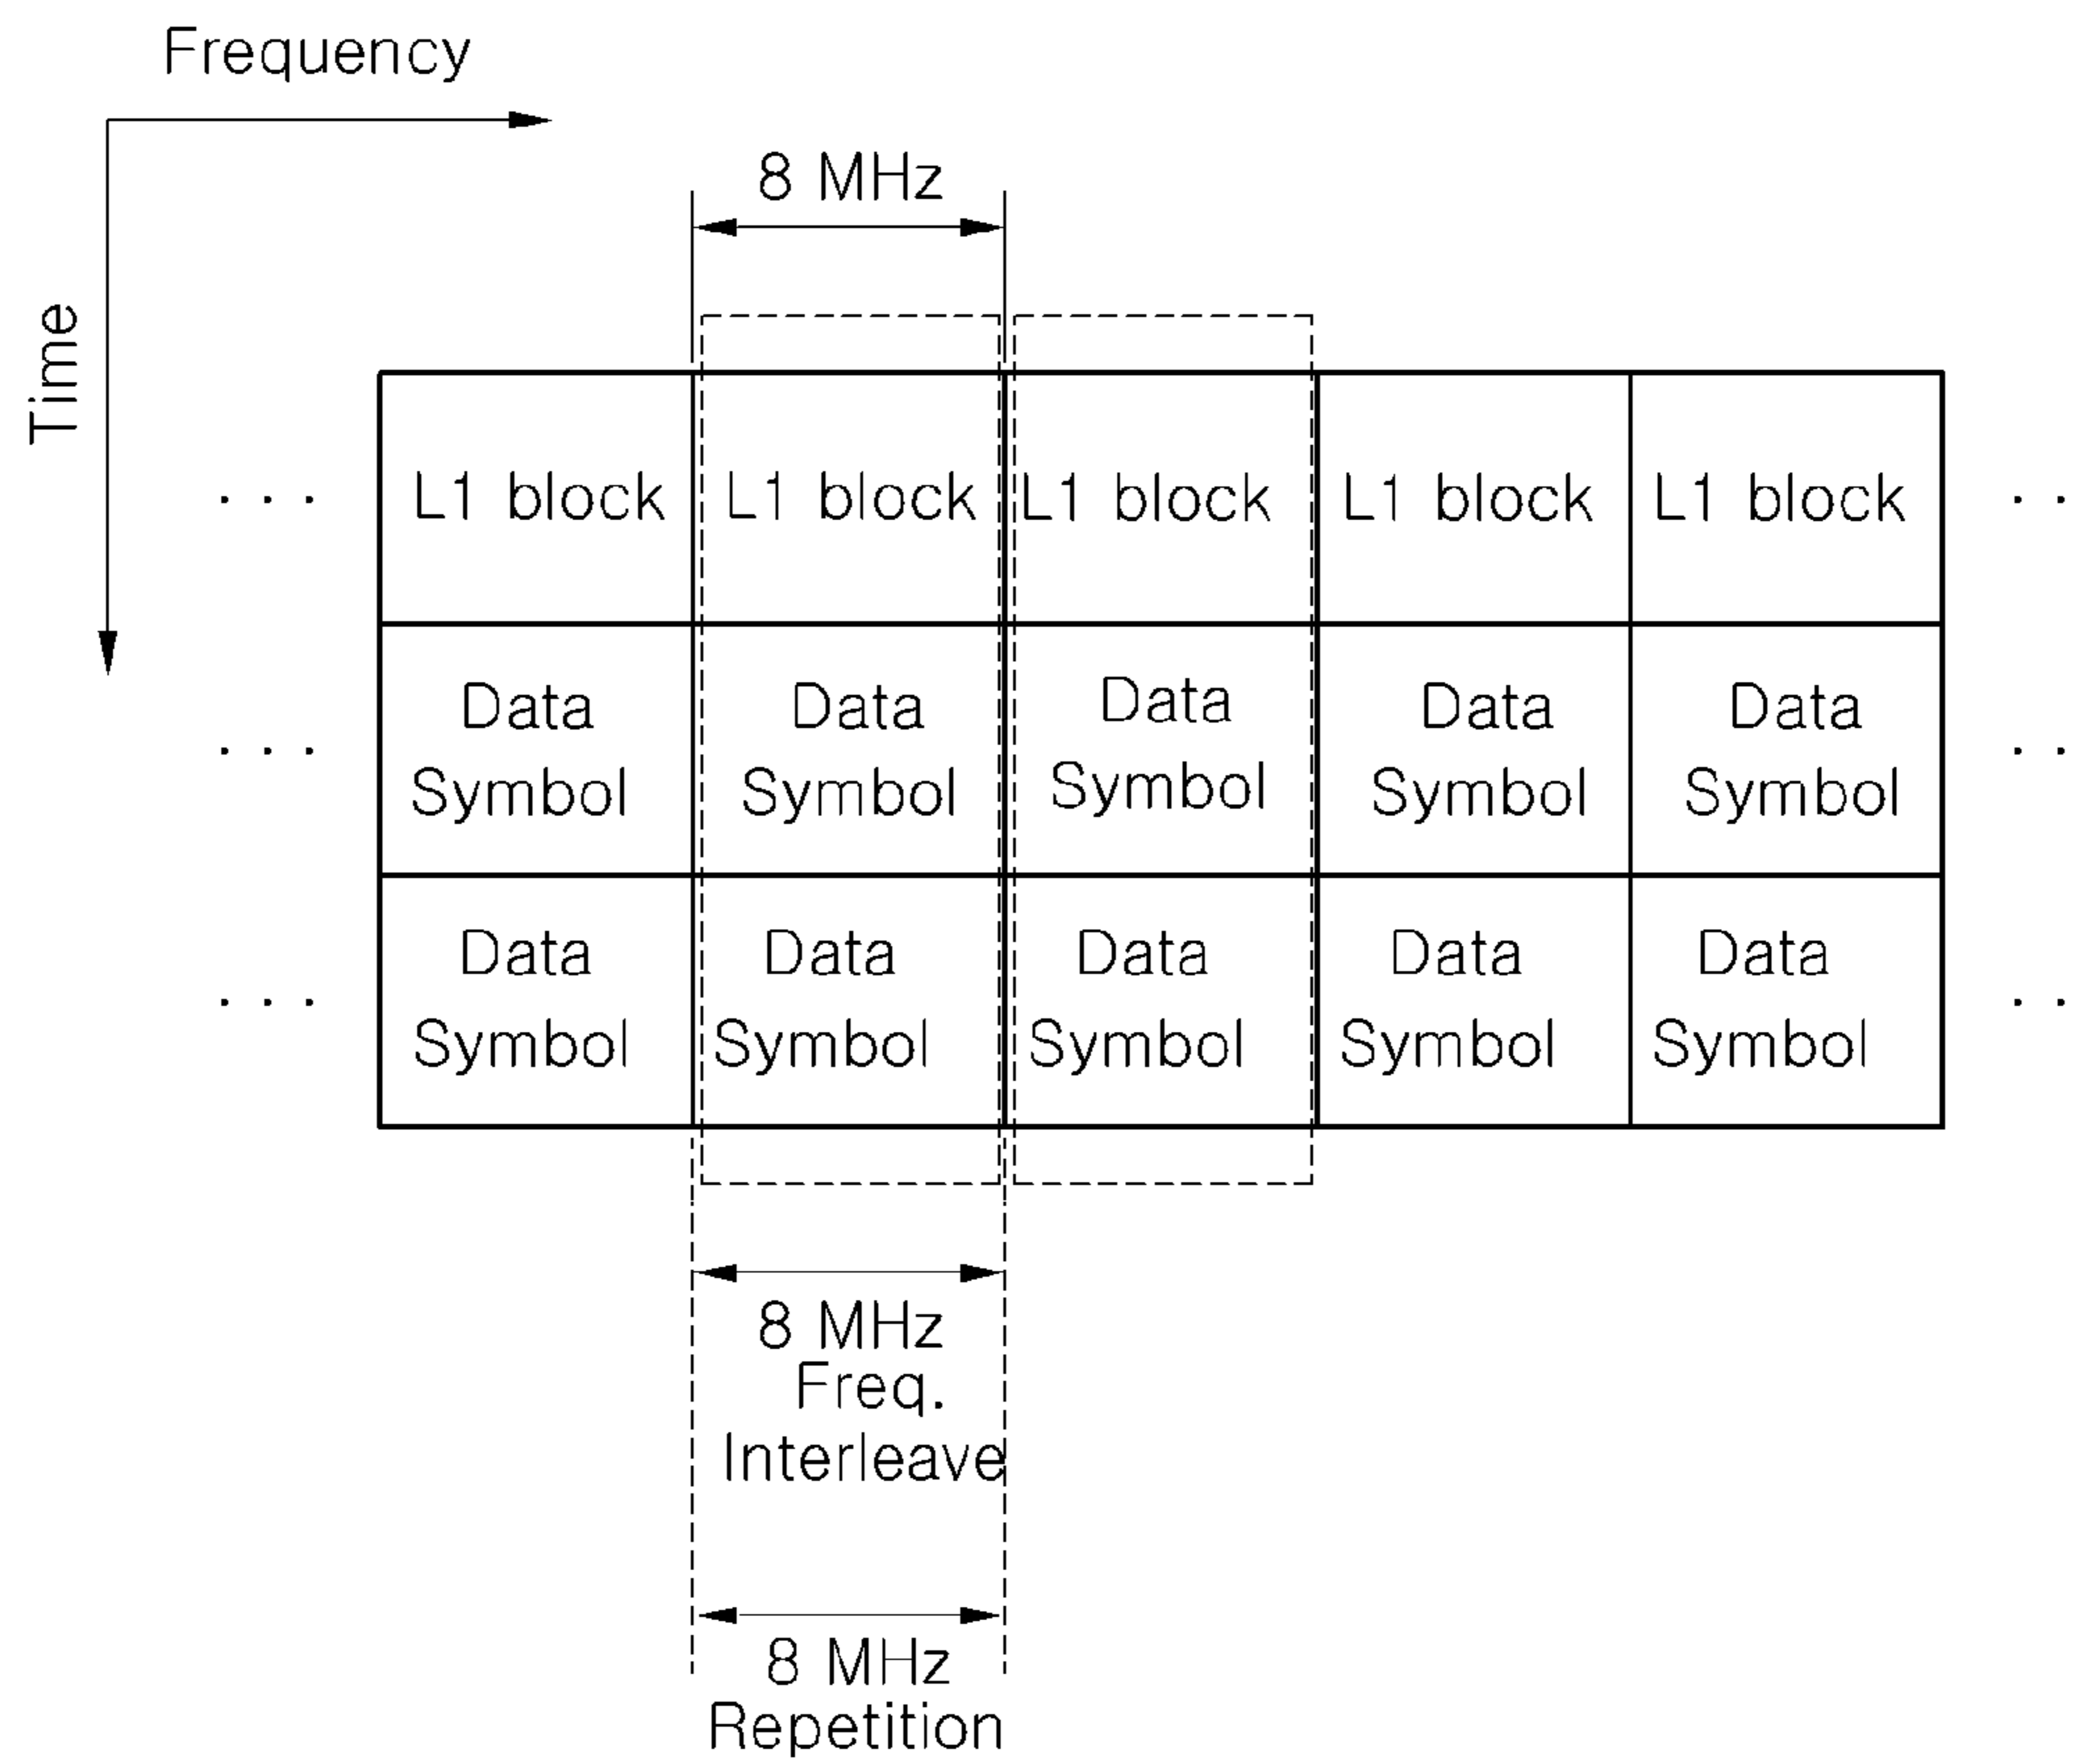 Frequency
8 MHz
Time
... L1 block L1 block L1 block L1 block L1 block ..
Data Data Data Data Data
... Symbol Symbol Symbol Symbol Symbol ..
Data Data Data Data Data
... Symbol Symbol Symbol Symbol Symbol ..
8 MHz
Freq.
Interleave
8 MHz
Repetition